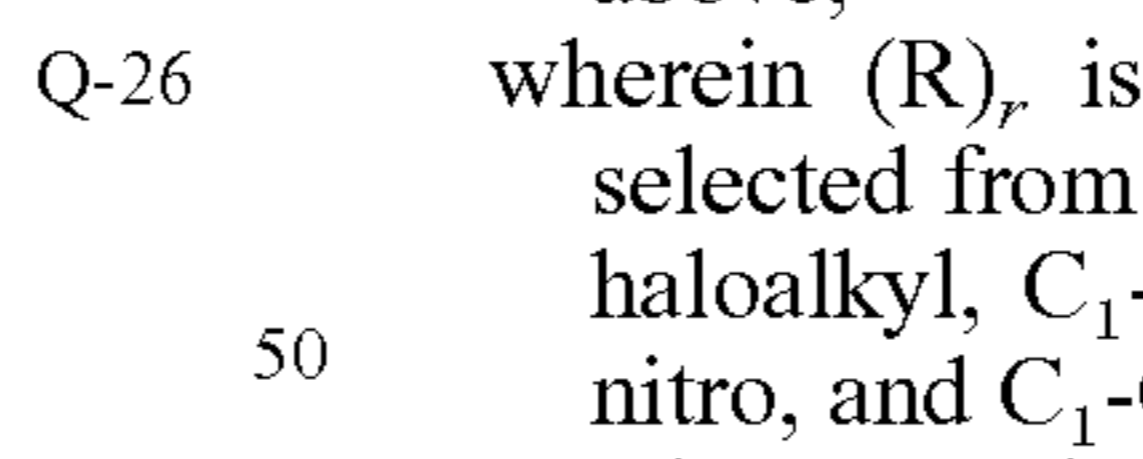 Q-26
50
wherein (R)ᵣ is
selected from
haloalkyl, C₁-
nitro, and C₁-